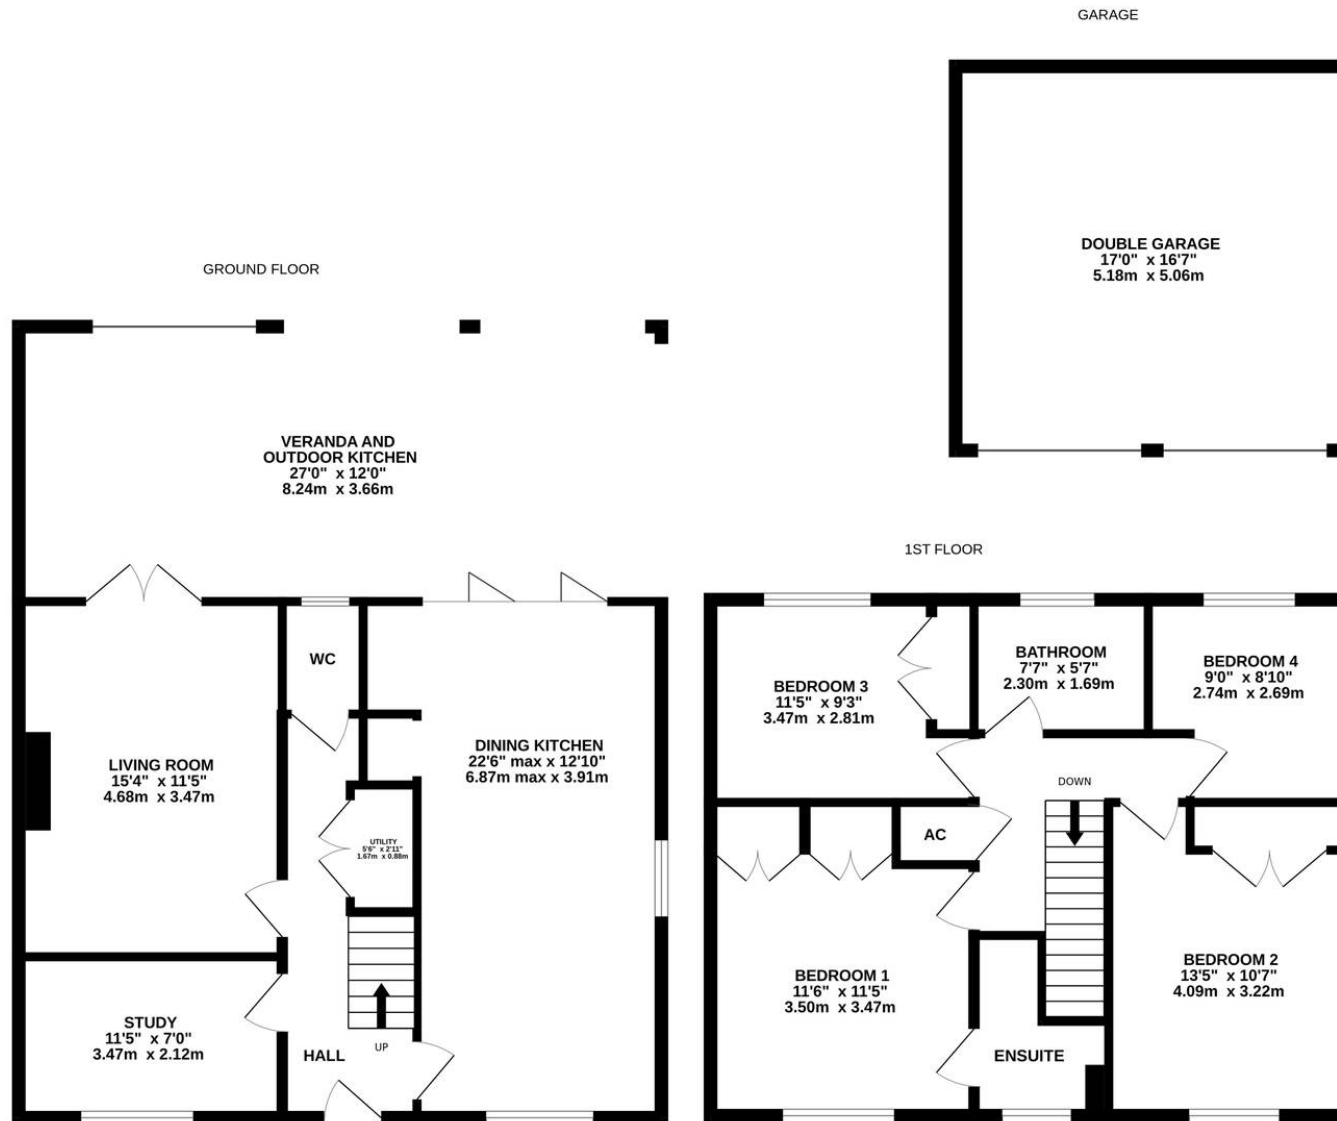 GARAGE
DOUBLE GARAGE
17'0" x 16'7"
5.18m x 5.06m
GROUND FLOOR
VERANDA AND
OUTDOOR KITCHEN
27'0" x 12'0"
8.24m x 3.66m
WC
LIVING ROOM
15'4" x 11'5"
4.68m x 3.47m
DINING KITCHEN
22'6" max x 12'10"
6.87m max x 3.91m
UTILITY
5'6" x 2'11"
1.67m x 0.88m
STUDY
11'5" x 7'0"
3.47m x 2.12m
HALL
UP
1ST FLOOR
BEDROOM 3
11'5" x 9'3"
3.47m x 2.81m
BATHROOM
7'7" x 5'7"
2.30m x 1.69m
BEDROOM 4
9'0" x 8'10"
2.74m x 2.69m
DOWN
AC
BEDROOM 1
11'6" x 11'5"
3.50m x 3.47m
ENSUITE
BEDROOM 2
13'5" x 10'7"
4.09m x 3.22m